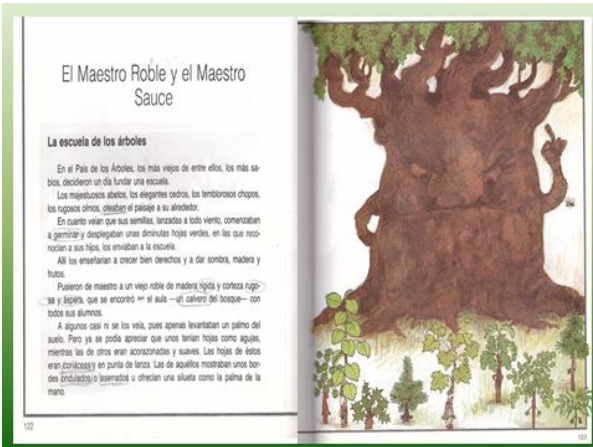 El Maestro Roble y el Maestro
Sauce
La escuela de los árboles
En el País de los Árboles, los más viejos de entre ellos, los más sa-
bios, decidieron un día fundar una escuela.
Los majestuosos abetos, los elegantes cedros, los temblorosos chopos,
los rugosos olmos, oteaban el paisaje a su alrededor.
En cuanto veían que sus semillas, lanzadas a todo viento, comenzaban
a germinar y desplegaban unas diminutas hojas verdes, en las que reco-
nocían a sus hijos, los enviaban a la escuela.
Allí los enseñarían a crecer bien derechos y a dar sombra, madera y
frutos.
Pusieron de maestro a un viejo roble de madera rígida y corteza rugo-
sa y áspera, que se encontró en el aula —un calvero del bosque— con
todos sus alumnos.
A algunos casi ni se los veía, pues apenas levantaban un palmo del
suelo. Pero ya se podía apreciar que unos tenían hojas como agujas,
mientras las de otros eran acorazonadas y suaves. Las hojas de éstos
eran coriáceas y en punta de lanza. Las de aquéllos mostraban unos bor-
des ondulados o aserrados u ofrecían una silueta como la palma de la
mano.
122
123